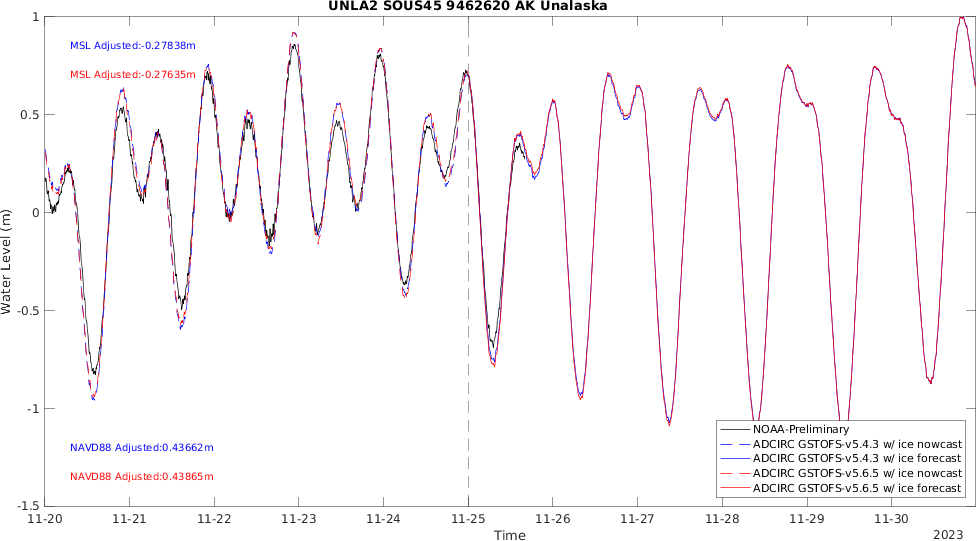 UNLA2 SOUS45 9462620 AK Unalaska
1
MSL Adjusted:-0.27838m
MSL Adjusted:-0.27635m
0.5
0
Water Level (m)
-0.5
-1
NOAA-Preliminary
ADCIRC GSTOFS-v5.4.3 w/ ice nowcast
NAVD88 Adjusted:0.43662m
ADCIRC GSTOFS-v5.4.3 w/ ice forecast
ADCIRC GSTOFS-v5.6.5 w/ ice nowcast
NAVD88 Adjusted:0.43865m
ADCIRC GSTOFS-v5.6.5 w/ ice forecast
-1.5
11-20 11-21 11-22 11-23 11-24 11-25 11-26 11-27 11-28 11-29 11-30
Time
2023